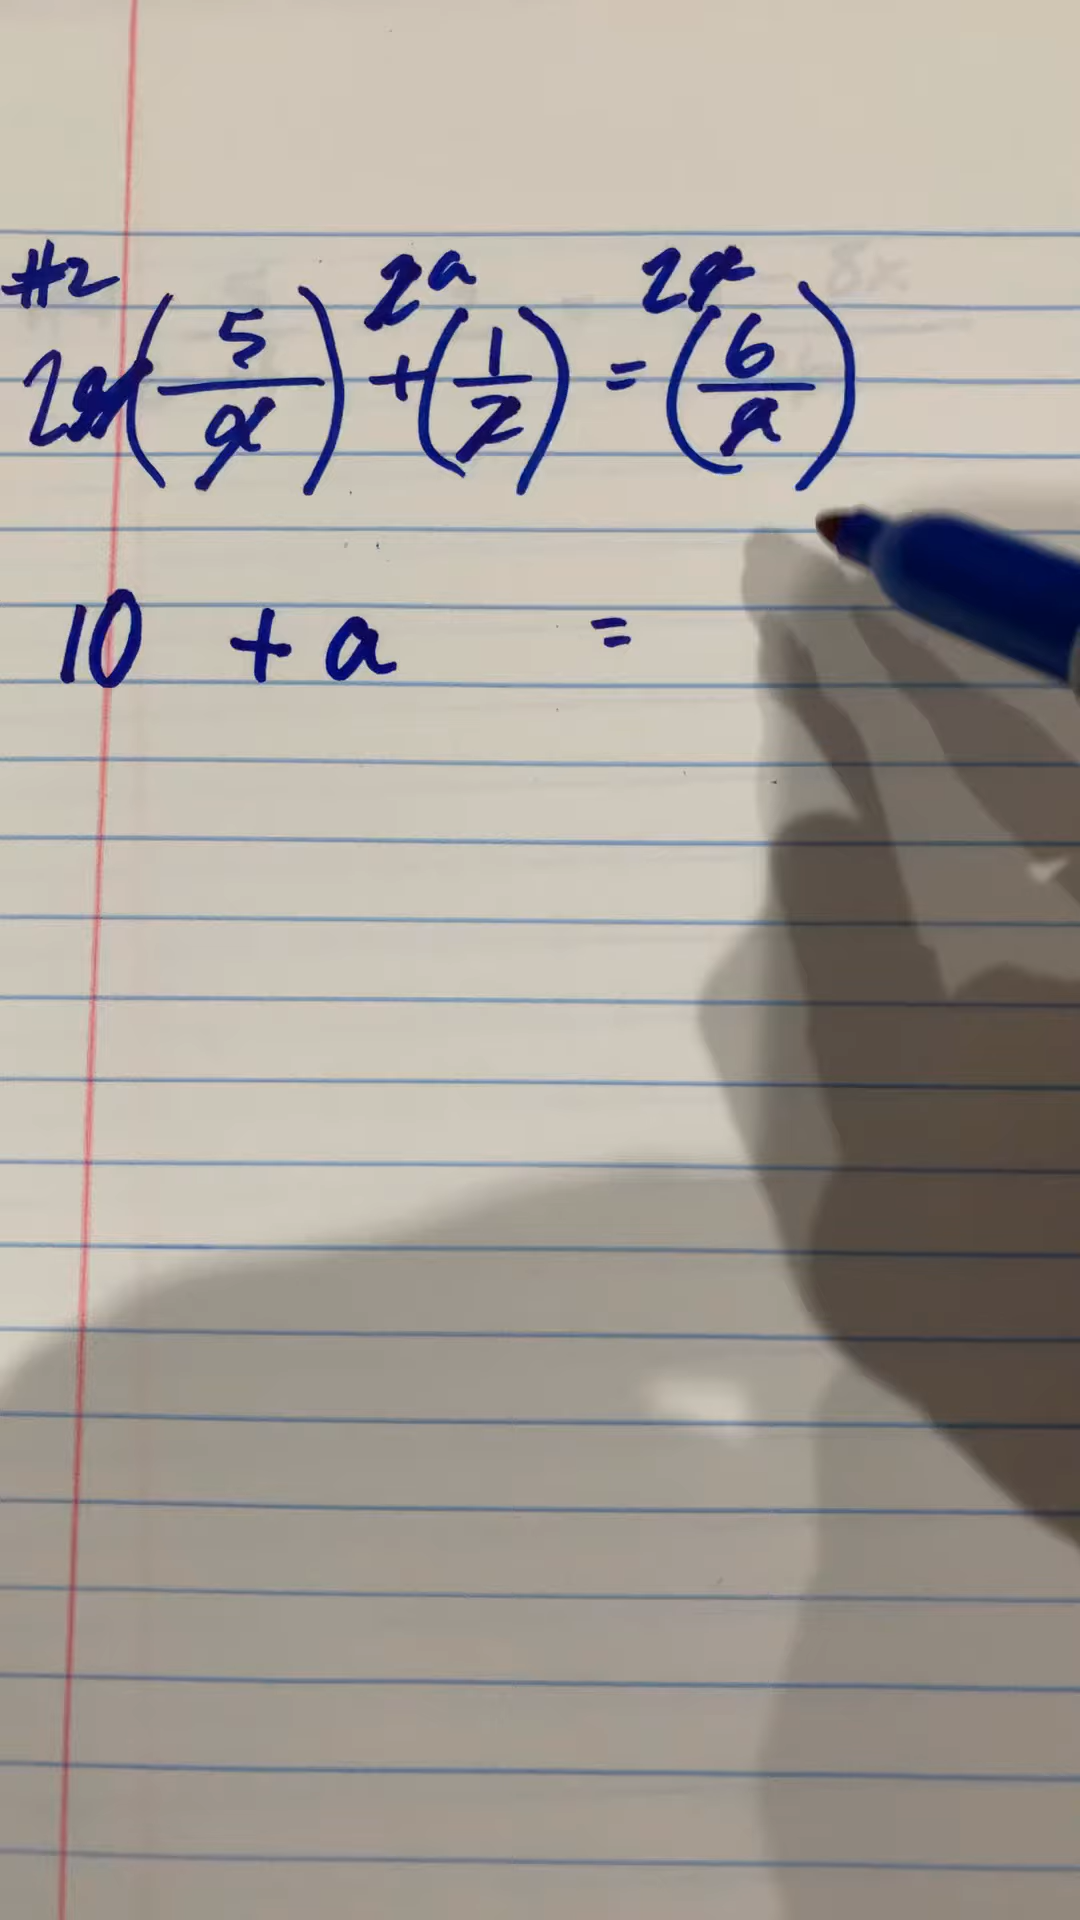 #2
2a(5/a) + 2a(1/2) = 2a(6/a)
10 + a =